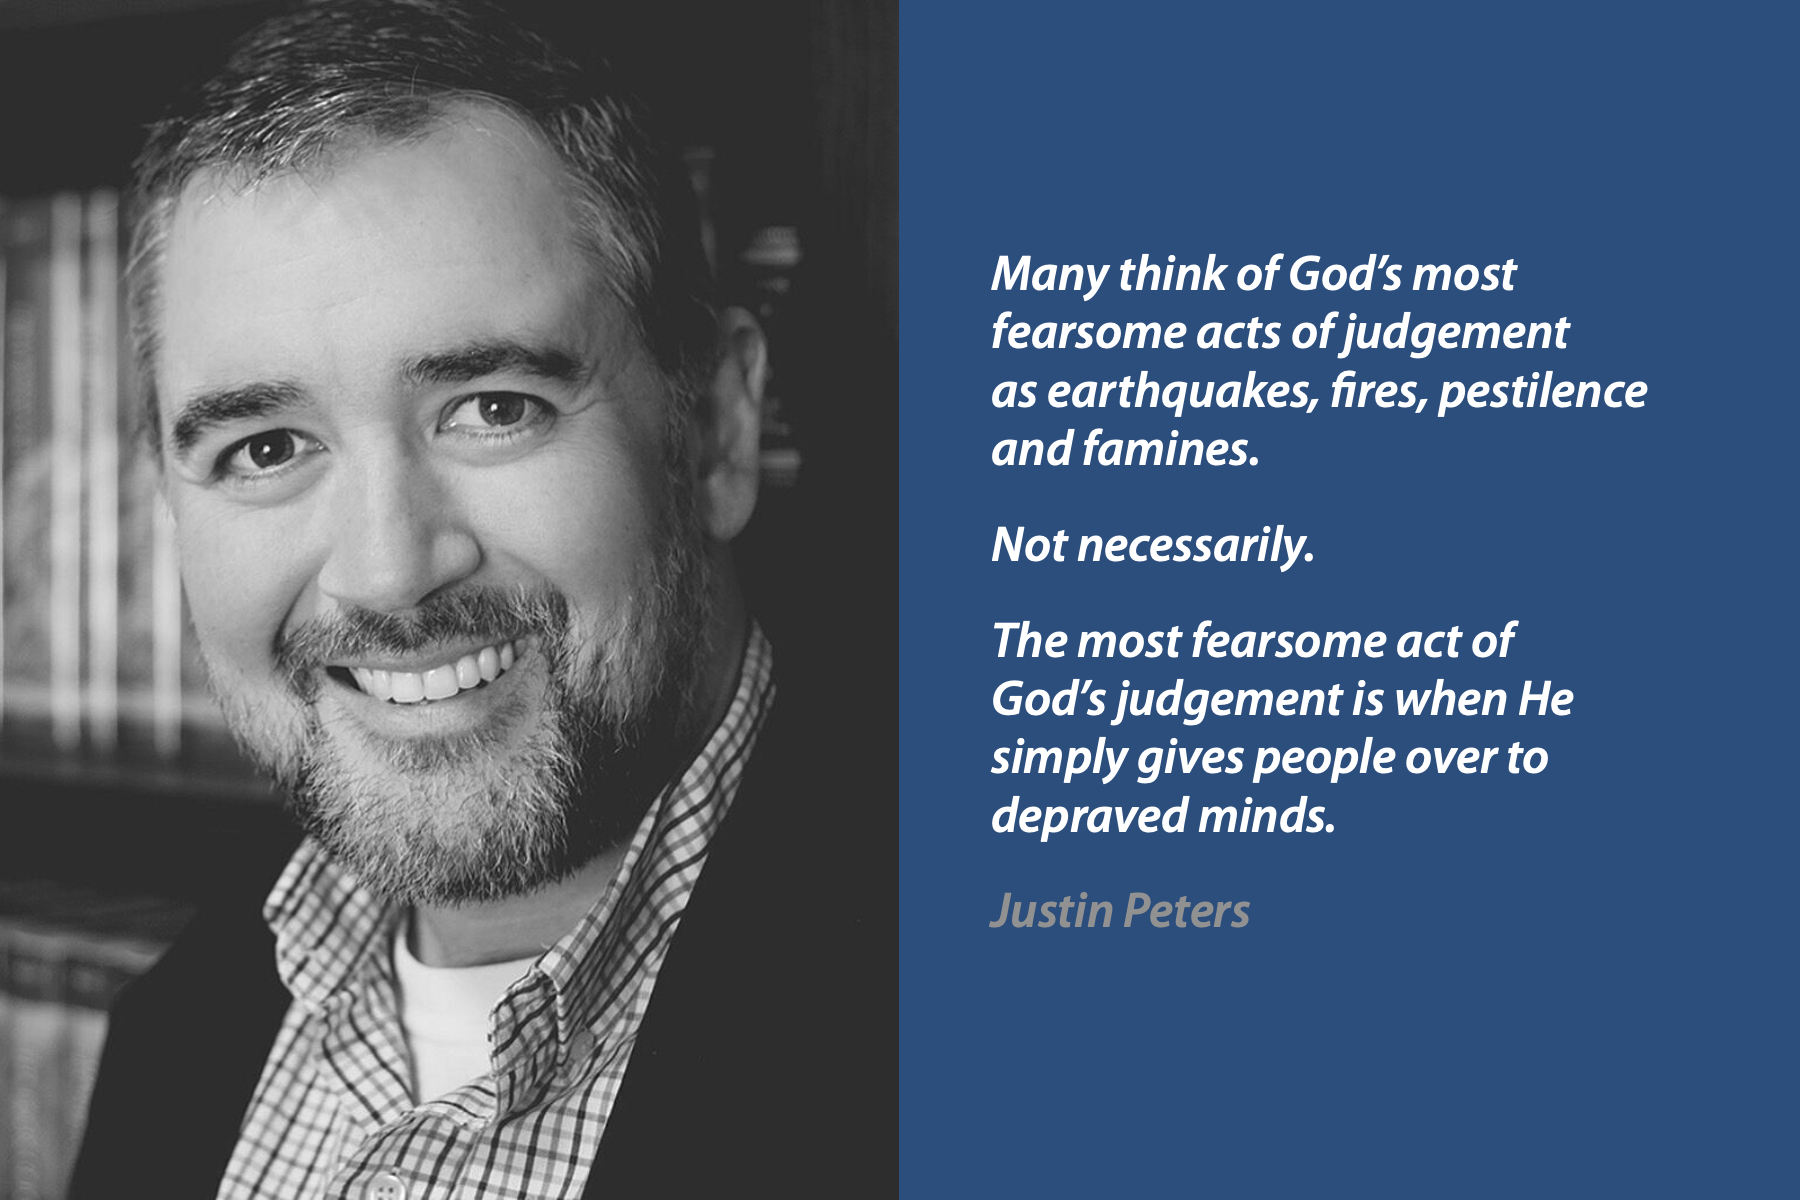 Many think of God’s most
fearsome acts of judgement
as earthquakes, fires, pestilence
and famines.
Not necessarily.
The most fearsome act of
God’s judgement is when He
simply gives people over to
depraved minds.
Justin Peters